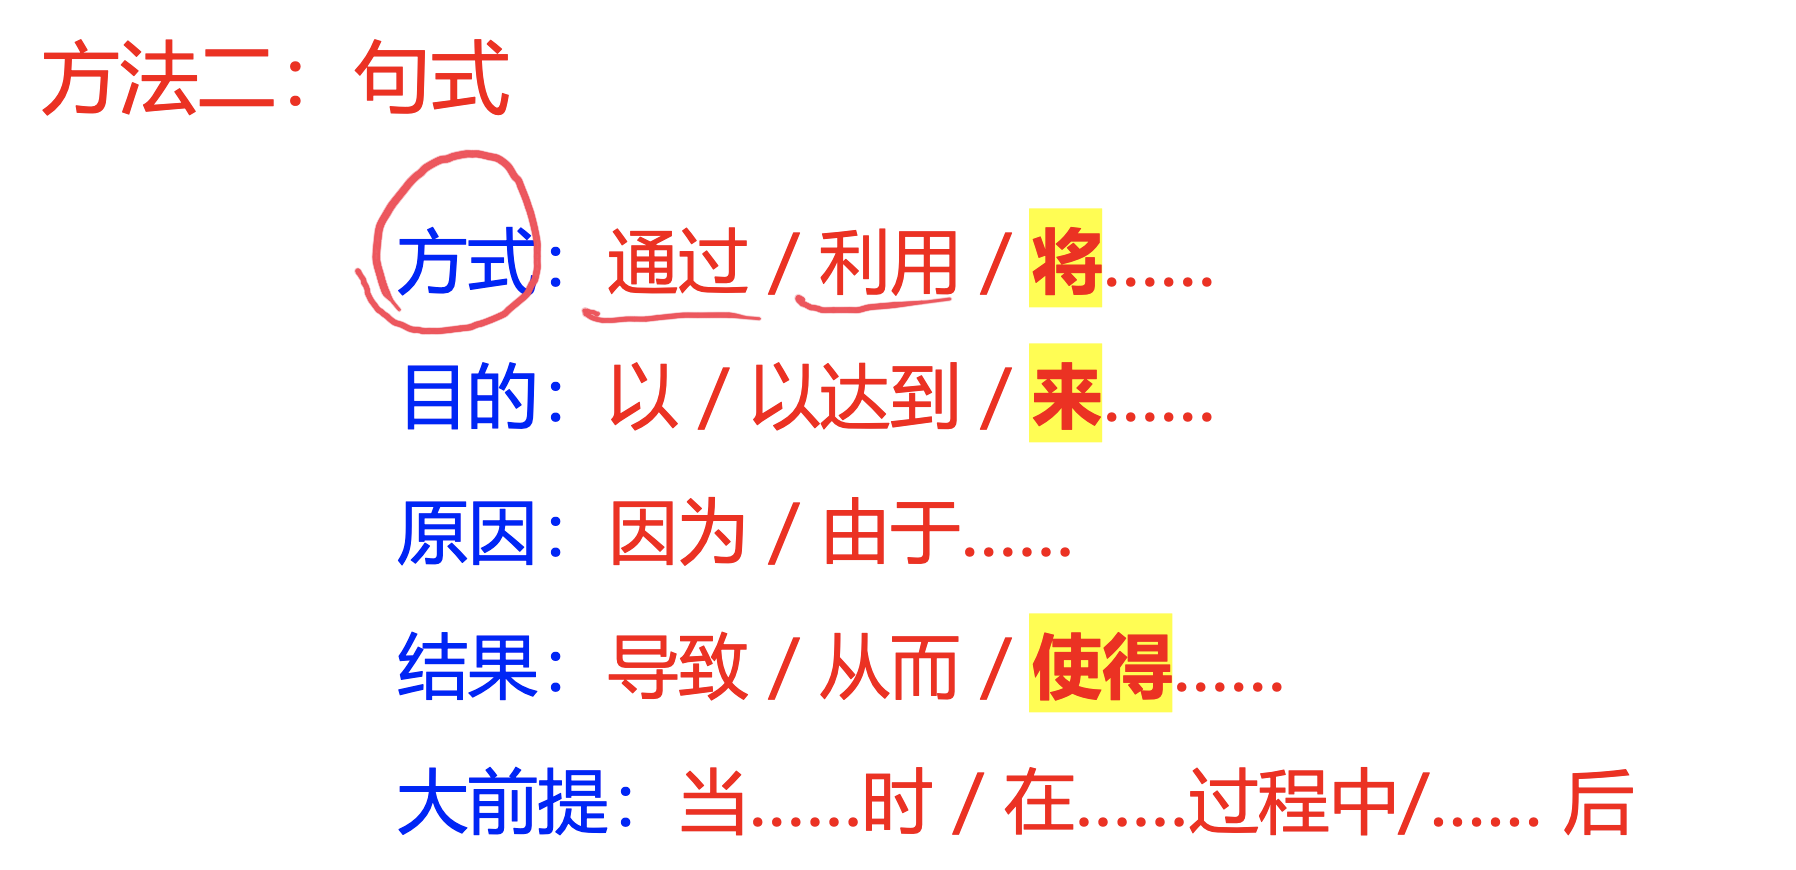 方法二：句式
方式：通过 / 利用 / 将……
目的：以 / 以达到 / 来……
原因：因为 / 由于……
结果：导致 / 从而 / 使得……
大前提：当……时 / 在……过程中/…… 后